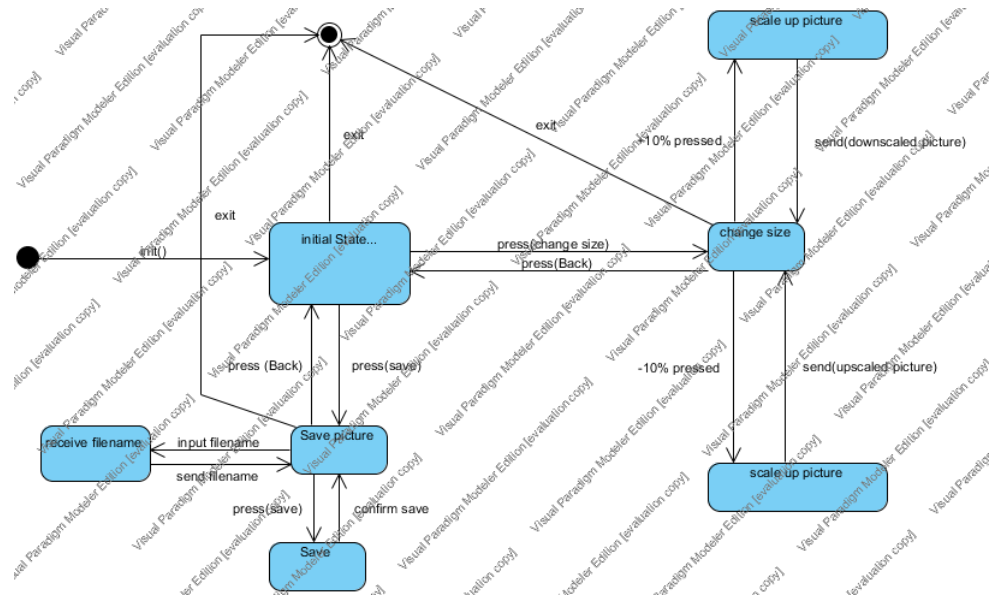 scale up picture
exit
+10% pressed
send(downscaled picture)
exit
exit
initial State...
change size
init()
press(change size)
press(Back)
press (Back)
press(save)
-10% pressed
send(upscaled picture)
receive filename
input filename
Save picture
send filename
scale up picture
press(save)
confirm save
Save
Visual Paradigm Modeler Edition [evaluation copy]